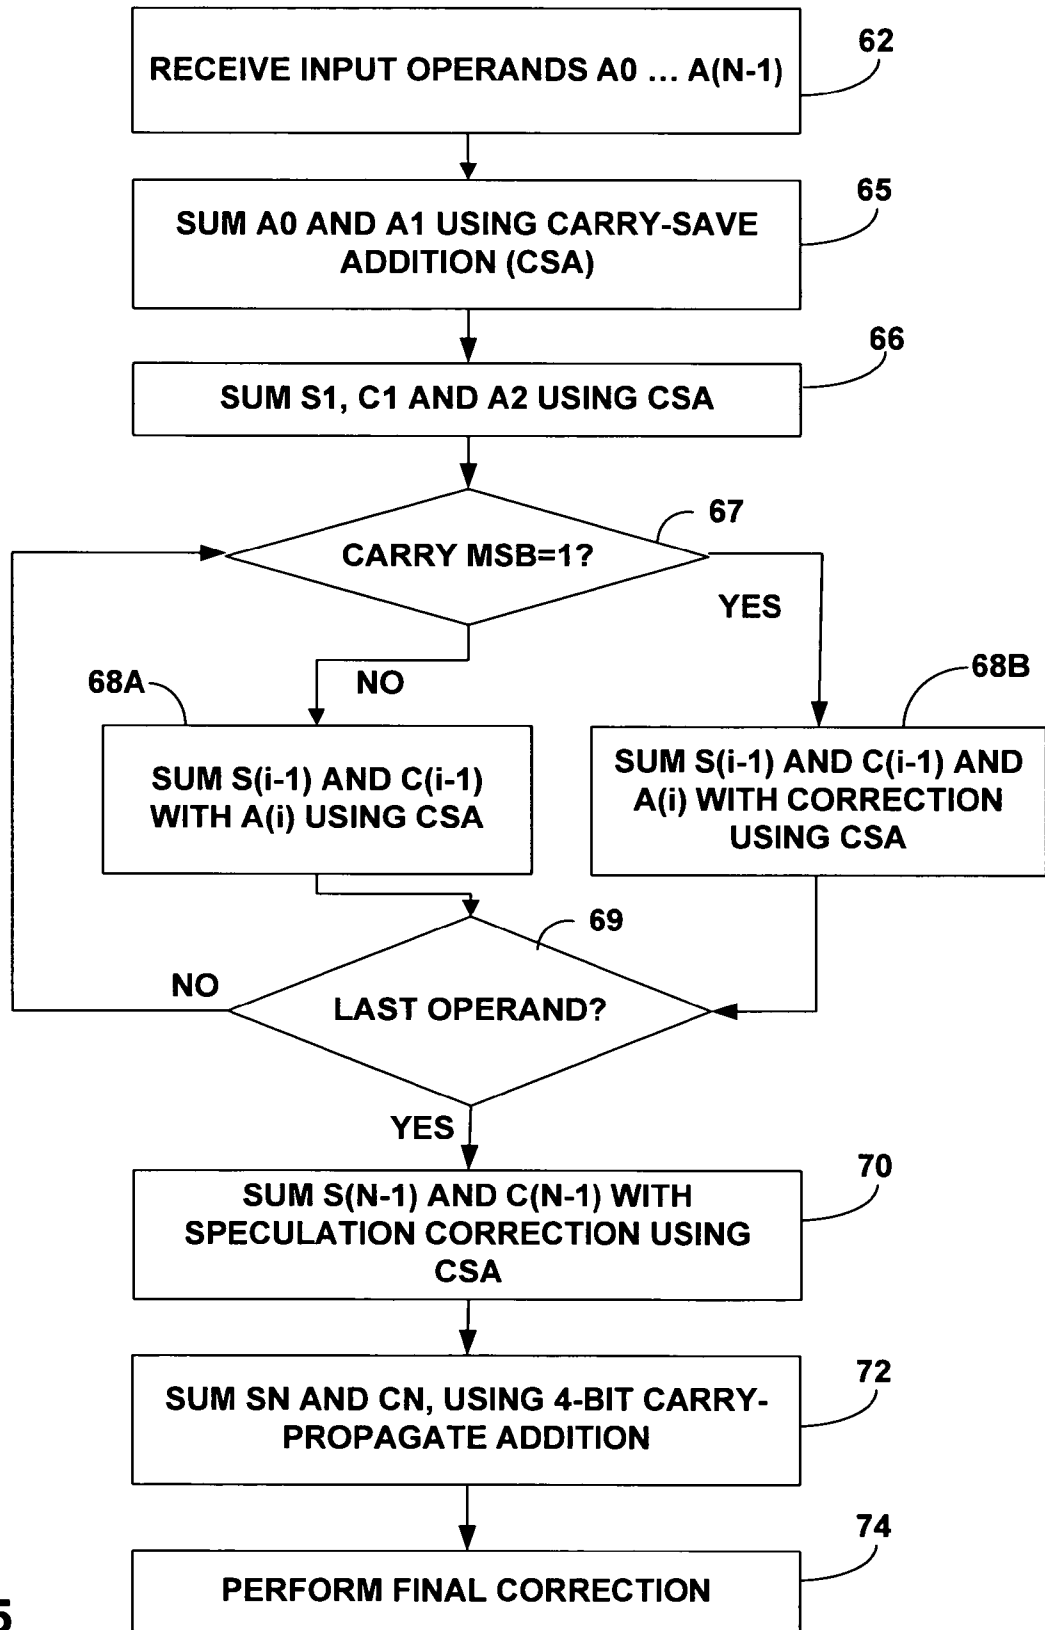 RECEIVE INPUT OPERANDS A0 ... A(N-1)
62
SUM A0 AND A1 USING CARRY-SAVE
ADDITION (CSA)
65
SUM S1, C1 AND A2 USING CSA
66
CARRY MSB=1?
67
YES
NO
68A
68B
SUM S(i-1) AND C(i-1)
WITH A(i) USING CSA
SUM S(i-1) AND C(i-1) AND
A(i) WITH CORRECTION
USING CSA
69
LAST OPERAND?
NO
YES
SUM S(N-1) AND C(N-1) WITH
SPECULATION CORRECTION USING
CSA
70
SUM SN AND CN, USING 4-BIT CARRY-
PROPAGATE ADDITION
72
PERFORM FINAL CORRECTION
74
5